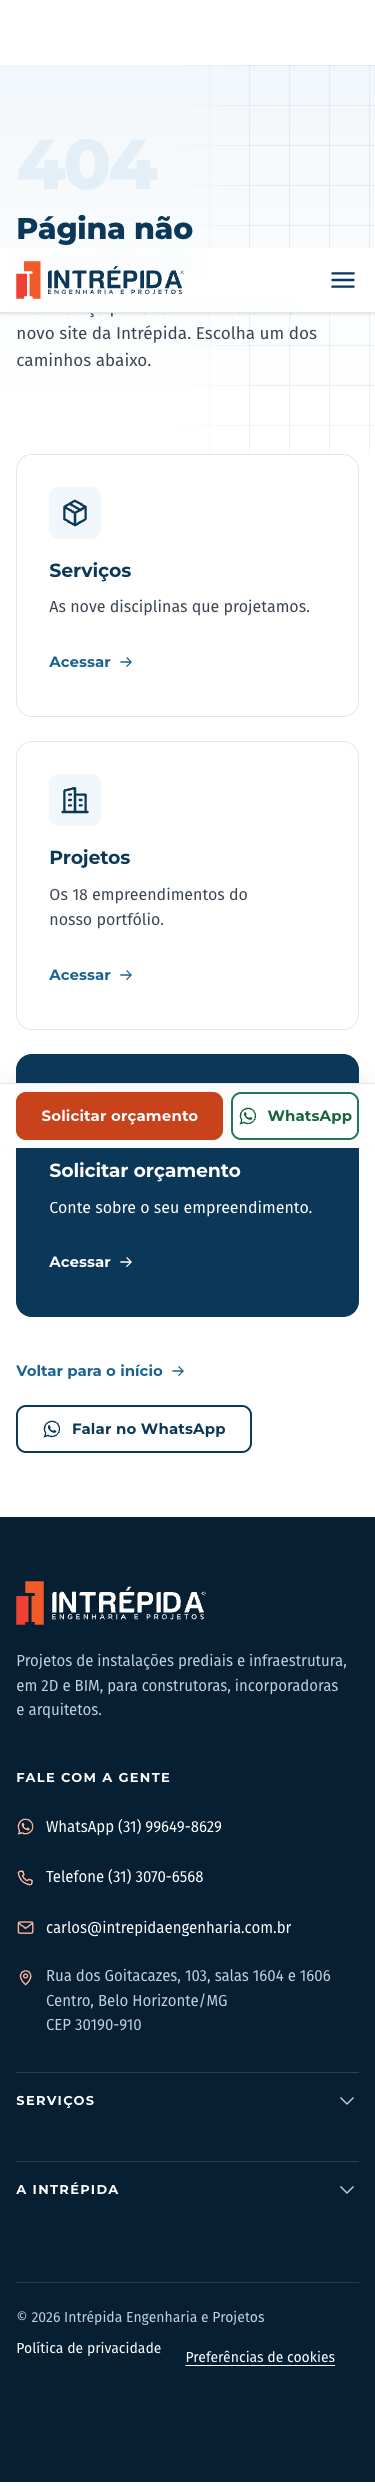 404
Página não
INTRÉPIDA
ENGENHARIA E PROJETOS
novo site da Intrépida. Escolha um dos
caminhos abaixo.
Serviços
As nove disciplinas que projetamos.
Acessar →
Projetos
Os 18 empreendimentos do
nosso portfólio.
Acessar →
Solicitar orçamento
WhatsApp
Solicitar orçamento
Conte sobre o seu empreendimento.
Acessar →
Voltar para o início →
Falar no WhatsApp
INTRÉPIDA
ENGENHARIA E PROJETOS
Projetos de instalações prediais e infraestrutura,
em 2D e BIM, para construtoras, incorporadoras
e arquitetos.
FALE COM A GENTE
WhatsApp (31) 99649-8629
Telefone (31) 3070-6568
carlos@intrepidaengenharia.com.br
Rua dos Goitacazes, 103, salas 1604 e 1606
Centro, Belo Horizonte/MG
CEP 30190-910
SERVIÇOS
A INTRÉPIDA
© 2026 Intrépida Engenharia e Projetos
Política de privacidade
Preferências de cookies